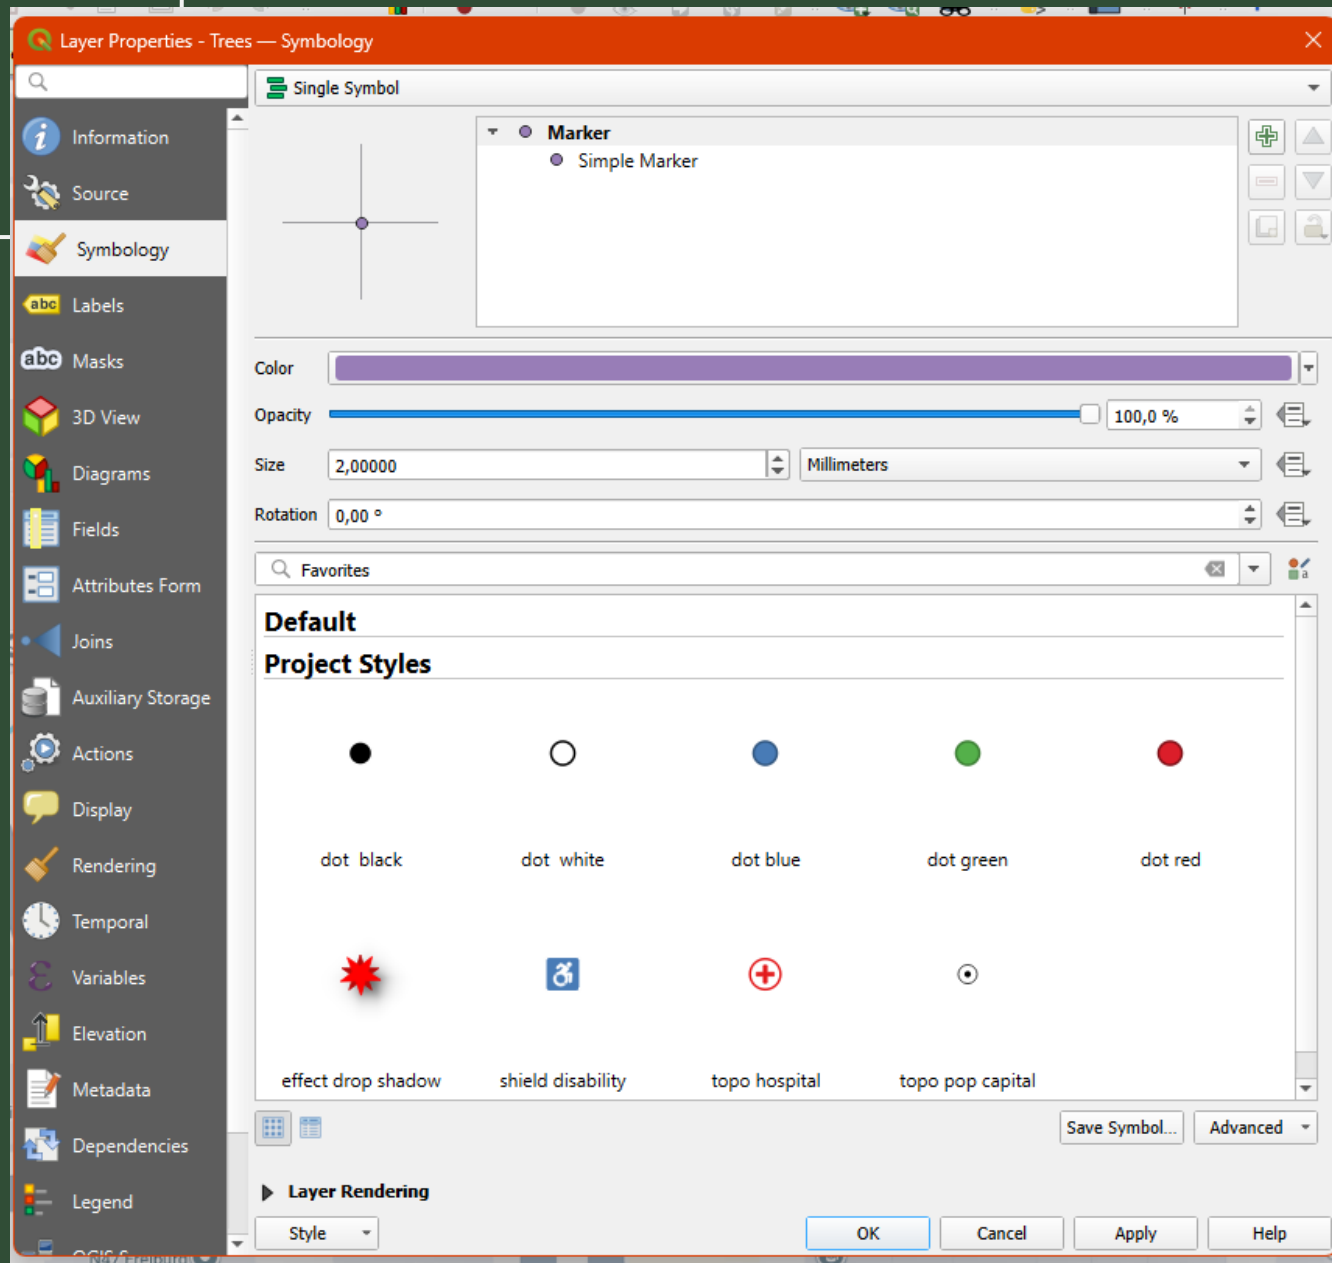 Layer Properties - Trees — Symbology
Single Symbol
Information
Source
Symbology
Labels
Masks
3D View
Diagrams
Fields
Attributes Form
Joins
Auxiliary Storage
Actions
Display
Rendering
Temporal
Variables
Elevation
Metadata
Dependencies
Legend
Marker
Simple Marker
Color
Opacity
100,0 %
Size
2,00000
Millimeters
Rotation
0,00 °
Favorites
Default
Project Styles
dot black
dot white
dot blue
dot green
dot red
effect drop shadow
shield disability
topo hospital
topo pop capital
Save Symbol...
Advanced
Layer Rendering
Style
OK
Cancel
Apply
Help